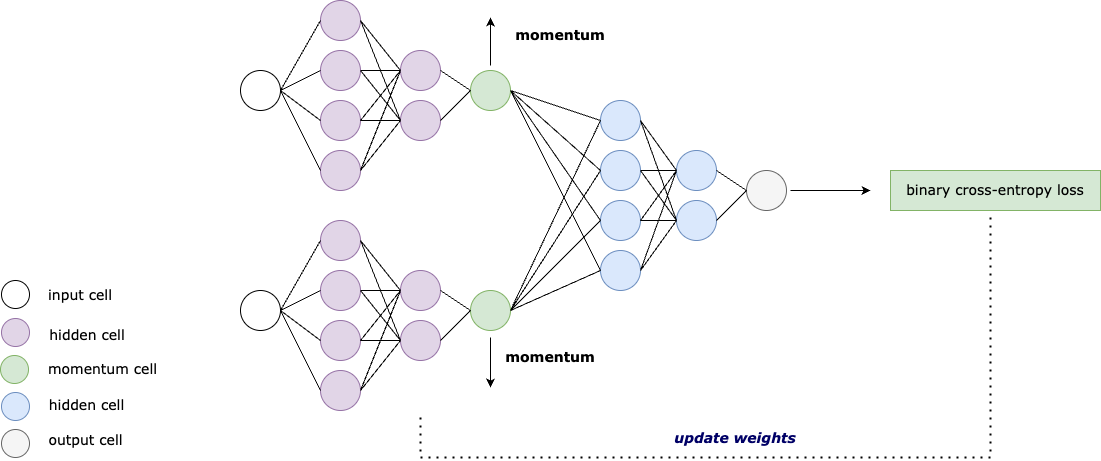 momentum
binary cross-entropy loss
input cell
hidden cell
momentum cell
hidden cell
output cell
momentum
update weights